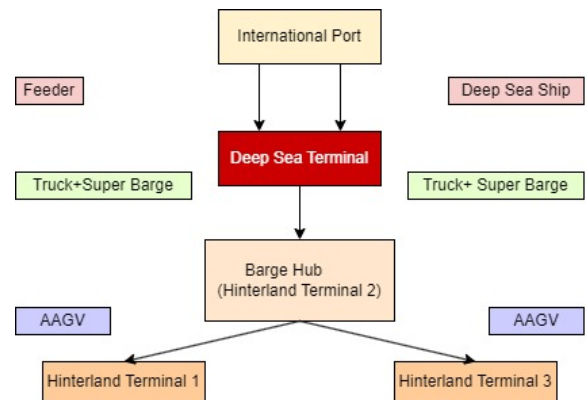 International Port
Feeder
Deep Sea Ship
Deep Sea Terminal
Truck+Super Barge
Truck+ Super Barge
Barge Hub
(Hinterland Terminal 2)
AAGV
AAGV
Hinterland Terminal 1
Hinterland Terminal 3